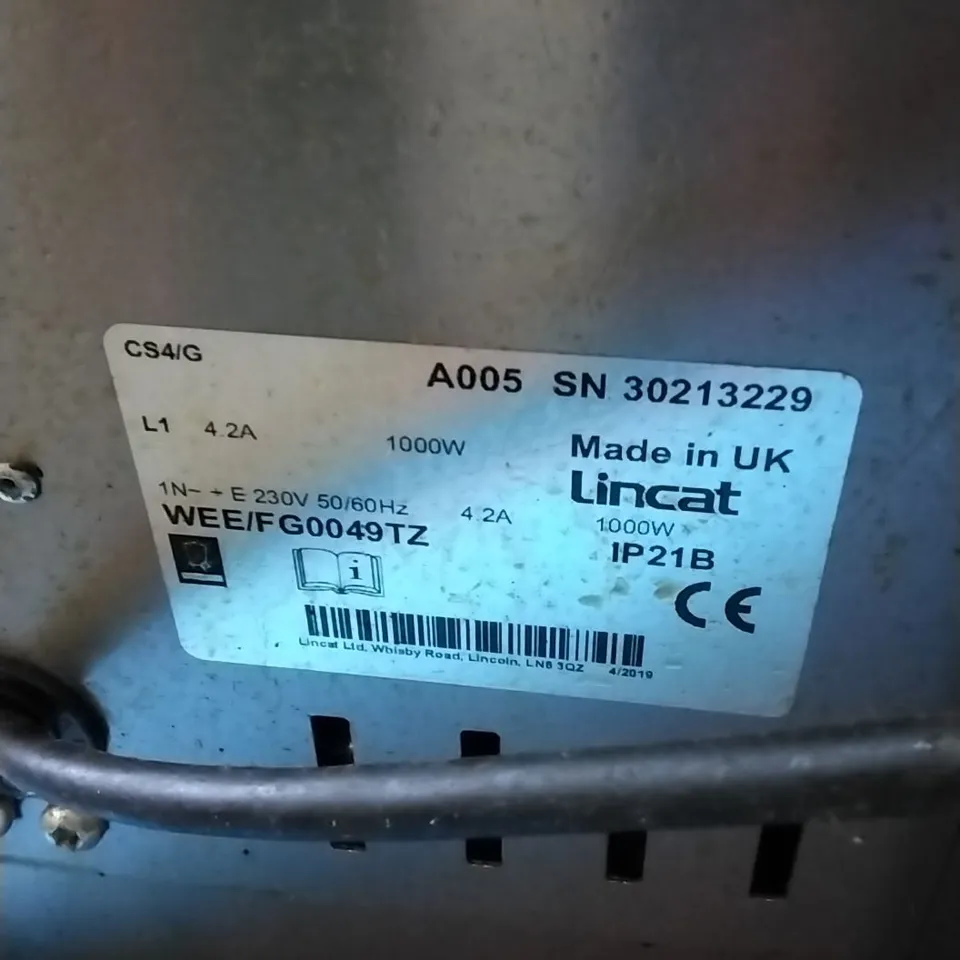 CS4/G
A005 SN 30213229
L1 4.2A 1000W
Made in UK
Lincat
1N~ + E 230V 50/60Hz 4.2A 1000W
WEE/FG0049TZ
IP21B
i
CE
Lincat Ltd, Whisby Road, Lincoln, LN6 3QZ 4/2019